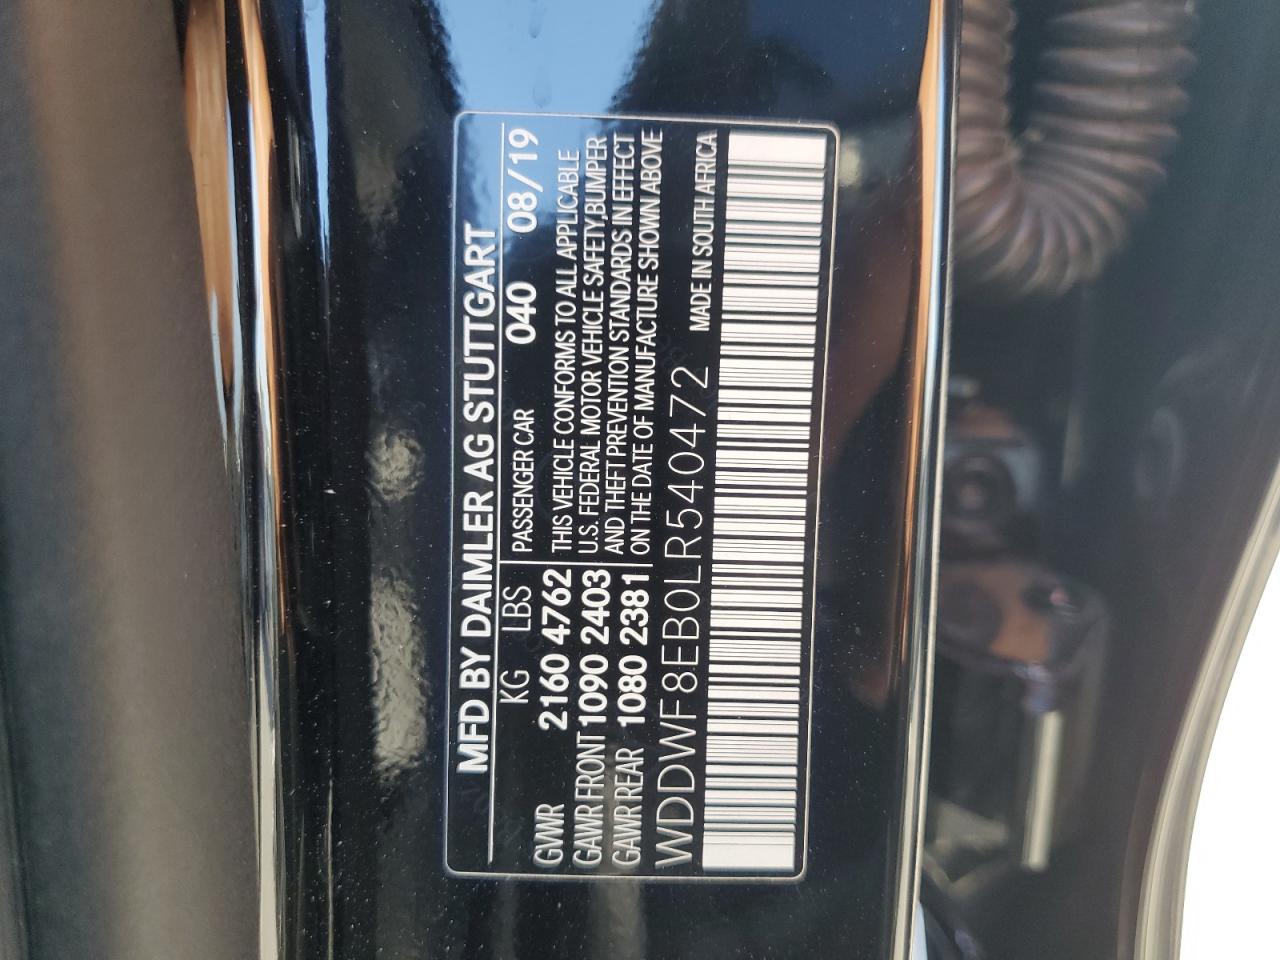 MFD BY DAIMLER AG STUTTGART
KG LBS PASSENGER CAR 040 08/19
GVWR 2160 4762 THIS VEHICLE CONFORMS TO ALL APPLICABLE
GAWR FRONT 1090 2403 U.S. FEDERAL MOTOR VEHICLE SAFETY,BUMPER
AND THEFT PREVENTION STANDARDS IN EFFECT
GAWR REAR 1080 2381 ON THE DATE OF MANUFACTURE SHOWN ABOVE
WDDWF8EB0LR540472 MADE IN SOUTH AFRICA